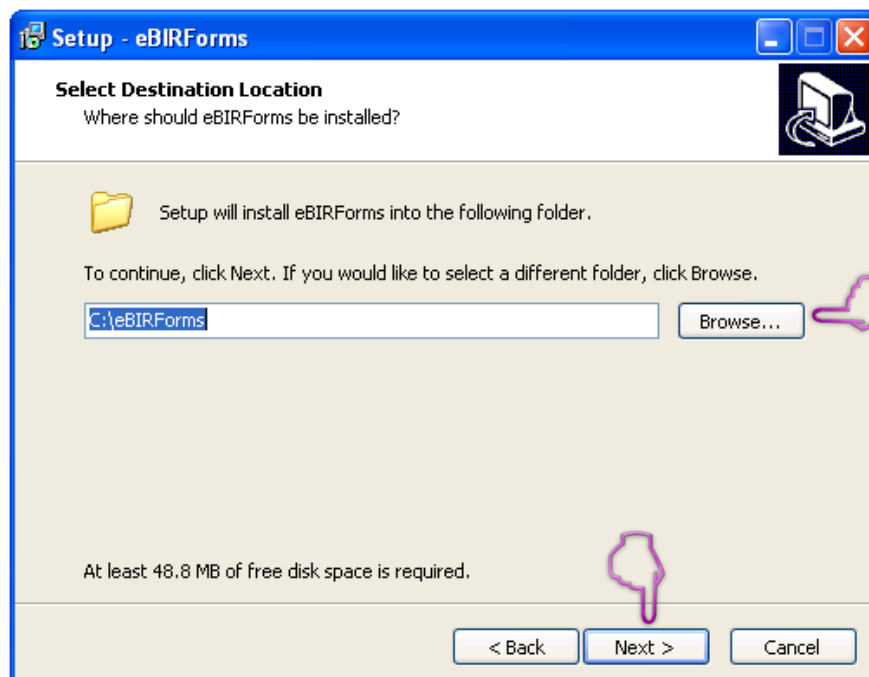 Setup - eBIRForms
Select Destination Location
Where should eBIRForms be installed?
Setup will install eBIRForms into the following folder.
To continue, click Next. If you would like to select a different folder, click Browse.
C:\eBIRForms Browse...
At least 48.8 MB of free disk space is required.
< Back Next > Cancel